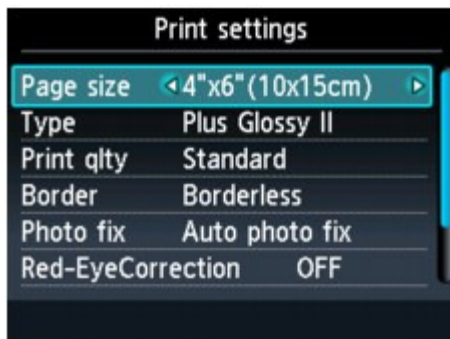 Print settings
Page size 4"x6"(10x15cm)
Type Plus Glossy II
Print qlty Standard
Border Borderless
Photo fix Auto photo fix
Red-EyeCorrection OFF